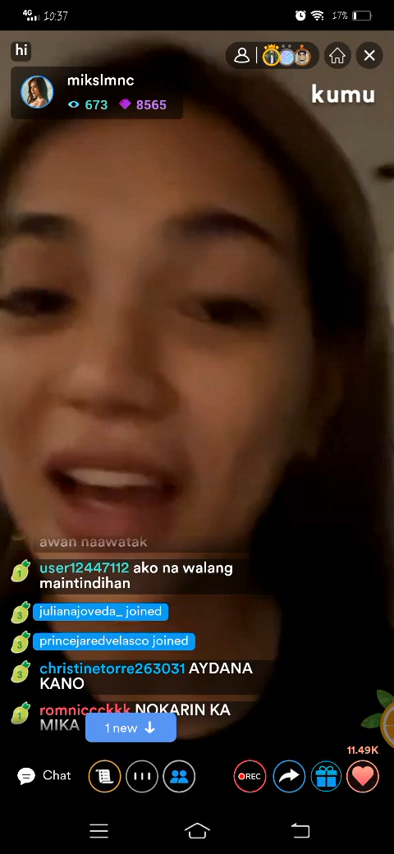 4G
10:37
17%
hi
mikslmnc
673 8565
kumu
awan naawatak
user12447112 ako na walang
maintindihan
julianajoveda_ joined
princejaredvelasco joined
christinetorre263031 AYDANA
KANO
romniccckkk NOKARIN KA
MIKA
1 new
11.49K
Chat
REC